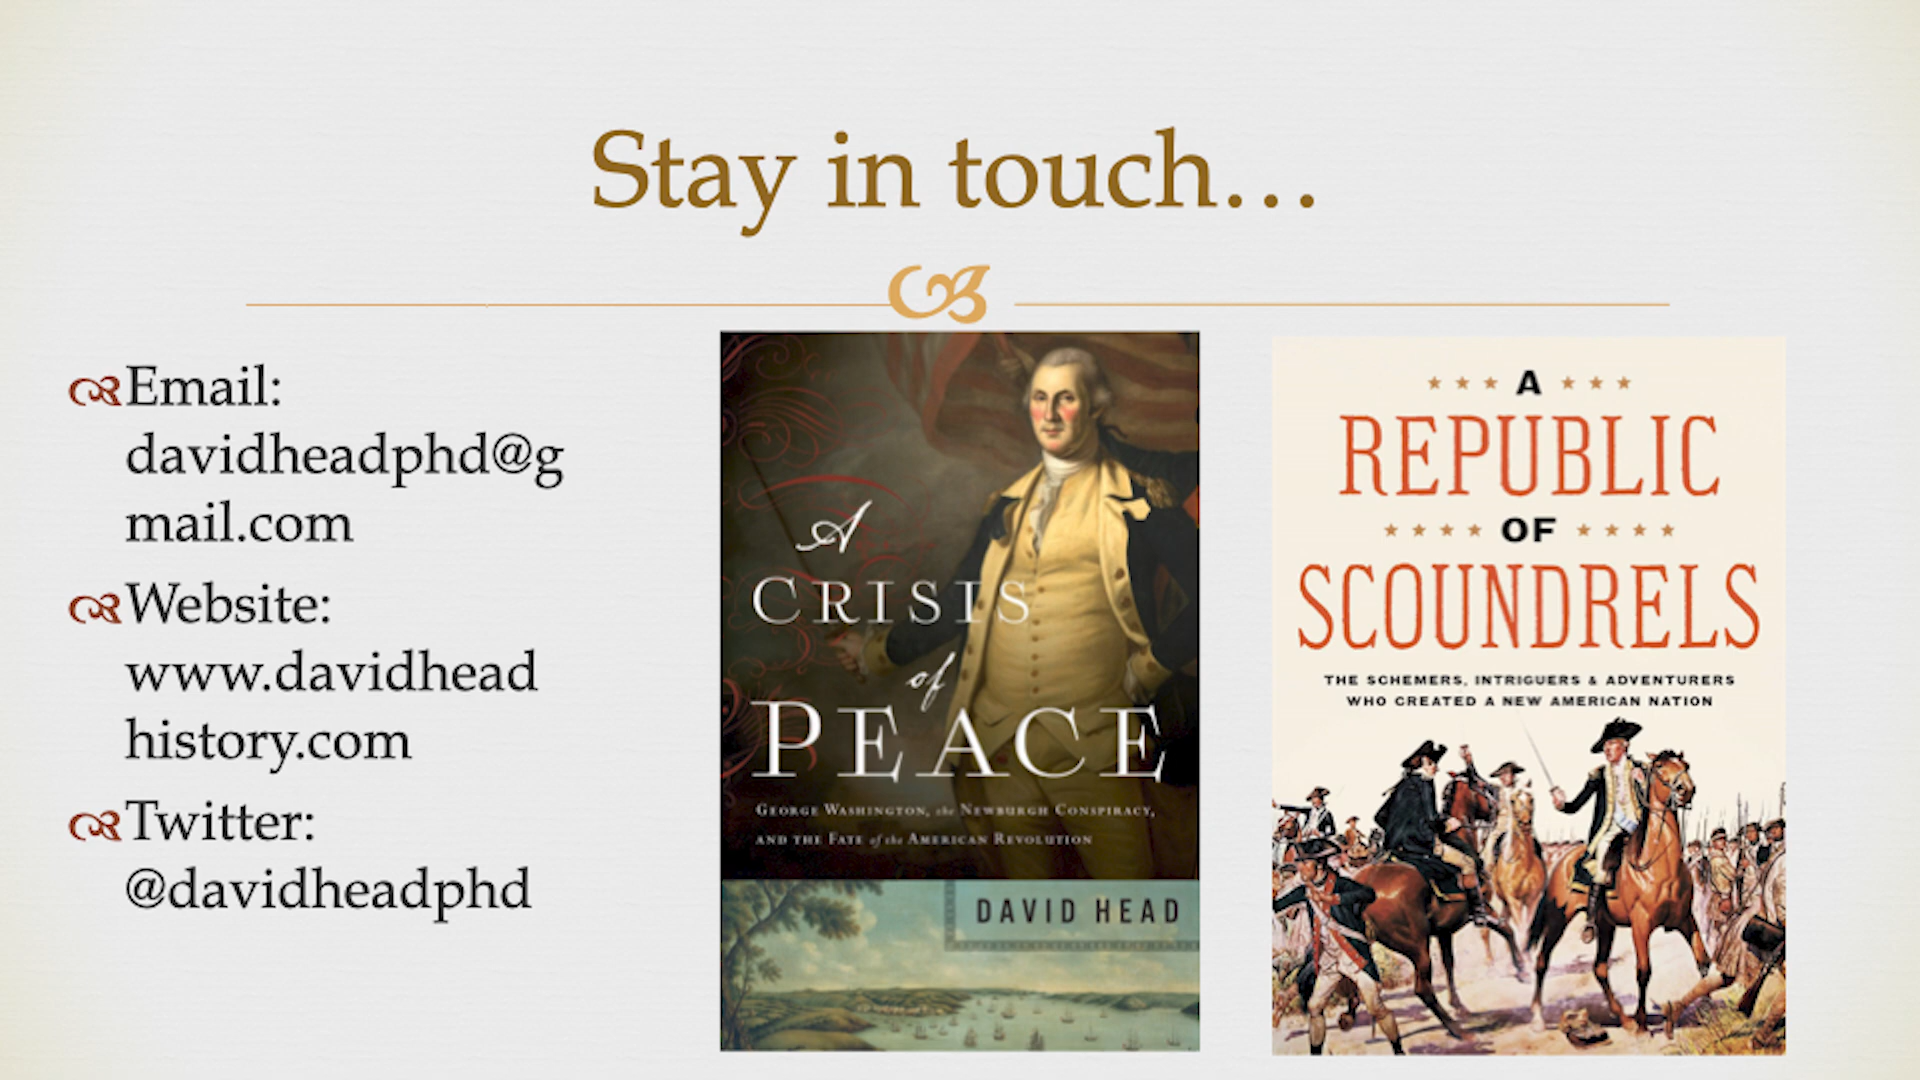 Stay in touch…
Email:
davidheadphd@g
mail.com
Website:
www.davidhead
history.com
Twitter:
@davidheadphd
A
CRISIS
of
PEACE
GEORGE WASHINGTON, the NEWBURGH CONSPIRACY,
AND THE FATE of the AMERICAN REVOLUTION
DAVID HEAD
A
REPUBLIC
OF
SCOUNDRELS
THE SCHEMERS, INTRIGUERS & ADVENTURERS
WHO CREATED A NEW AMERICAN NATION